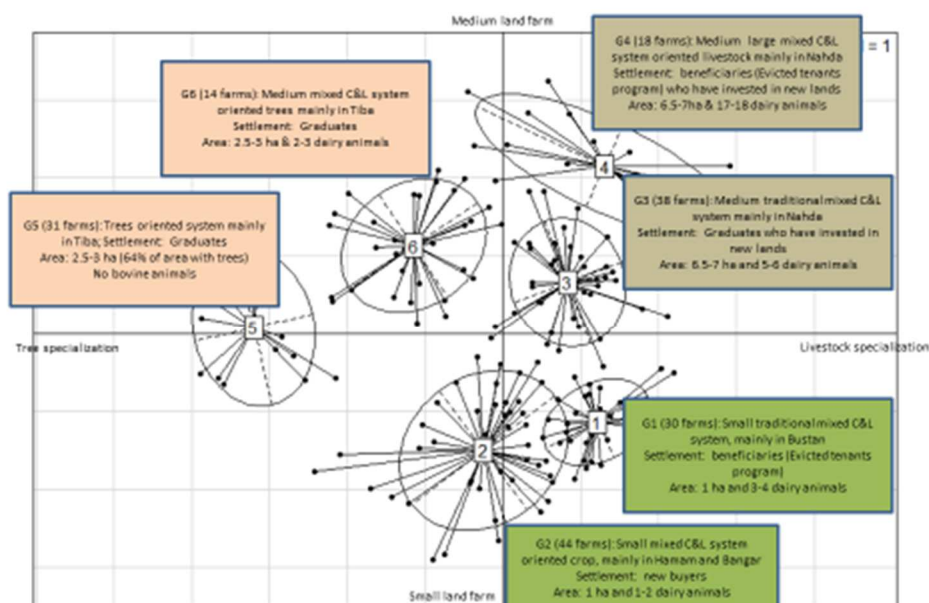 Medium land farm
G4 (18 farms): Medium large mixed C&L
system oriented livestock mainly in Nahda
Settlement: beneficiaries (Evicted tenants
program) who have invested in new lands
Area: 6.5-7ha & 17-18 dairy animals
= 1
G6 (14 farms): Medium mixed C&L system
oriented trees mainly in Tiba
Settlement: Graduates
Area: 2.5-3 ha & 2-3 dairy animals
4
G3 (38 farms): Medium traditional mixed C&L
system mainly in Nahda
Settlement: Graduates who have invested in
new lands
Area: 6.5-7 ha and 5-6 dairy animals
G5 (31 farms): Trees oriented system mainly
in Tiba; Settlement: Graduates
Area: 2.5-3 ha (64% of area with trees)
No bovine animals
6
3
5
Tree specialization
Livestock specialization
G1 (30 farms): Small traditional mixed C&L
system, mainly in Bustan
Settlement: beneficiaries (Evicted tenants
program)
Area: 1 ha and 3-4 dairy animals
1
2
G2 (44 farms): Small mixed C&L system
oriented crop, mainly in Hamam and Bangar
Settlement: new buyers
Area: 1 ha and 1-2 dairy animals
Small land farm